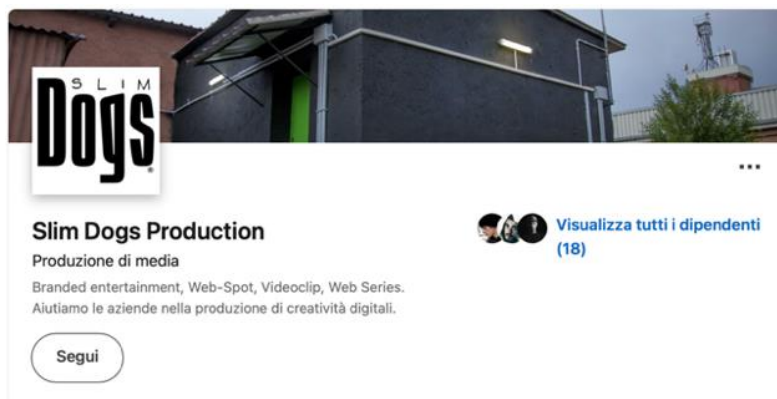 SLIM
Dogs
Slim Dogs Production
Produzione di media
Branded entertainment, Web-Spot, Videoclip, Web Series.
Aiutiamo le aziende nella produzione di creatività digitali.
Segui
Visualizza tutti i dipendenti
(18)